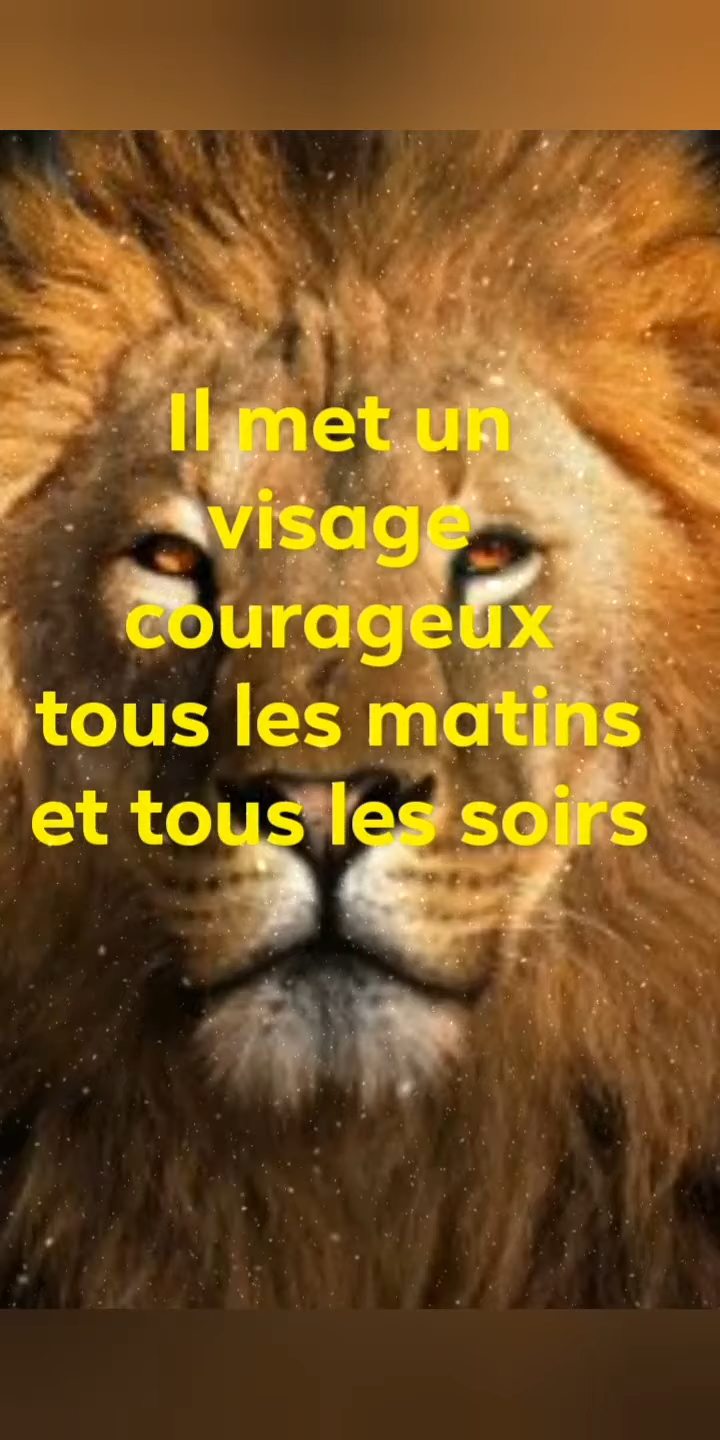 Il met un
visage
courageux
tous les matins
et tous les soirs